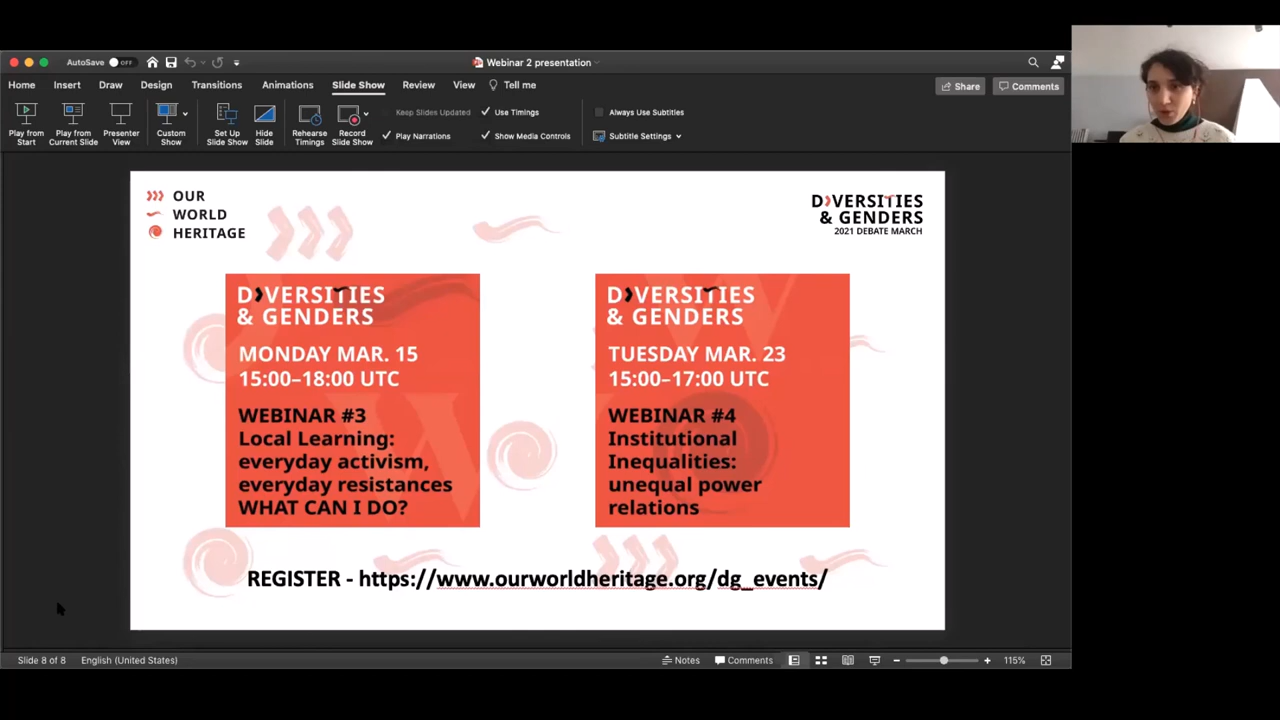 AutoSave OFF
Webinar 2 presentation
Home Insert Draw Design Transitions Animations Slide Show Review View Tell me
Share Comments
Play from Start
Play from Current Slide
Presenter View
Custom Show
Set Up Slide Show
Hide Slide
Rehearse Timings
Record Slide Show
Keep Slides Updated
Play Narrations
Use Timings
Show Media Controls
Always Use Subtitles
Subtitle Settings
OUR
WORLD
HERITAGE
DIVERSITIES
& GENDERS
2021 DEBATE MARCH
DIVERSITIES
& GENDERS
MONDAY MAR. 15
15:00–18:00 UTC
WEBINAR #3
Local Learning:
everyday activism,
everyday resistances
WHAT CAN I DO?
DIVERSITIES
& GENDERS
TUESDAY MAR. 23
15:00–17:00 UTC
WEBINAR #4
Institutional
Inequalities:
unequal power
relations
REGISTER - https://www.ourworldheritage.org/dg_events/
Slide 8 of 8 English (United States)
Notes Comments 115%